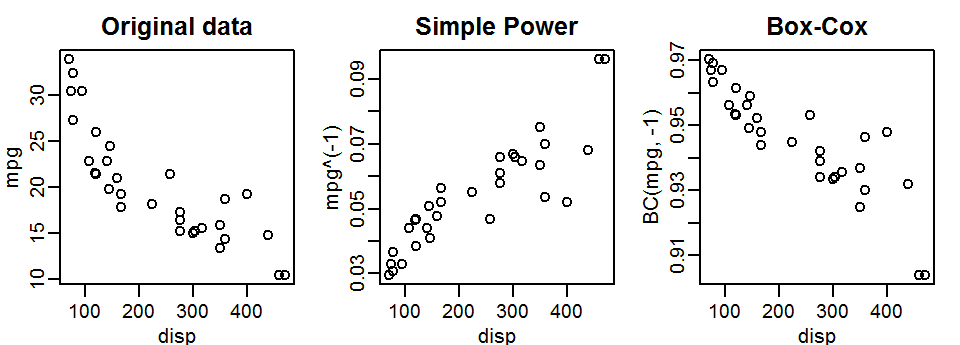 Original data
mpg
10
15
20
25
30
100
200
300
400
disp
Simple Power
mpg^(-1)
0.03
0.05
0.07
0.09
100
200
300
400
disp
Box-Cox
BC(mpg, -1)
0.91
0.93
0.95
0.97
100
200
300
400
disp